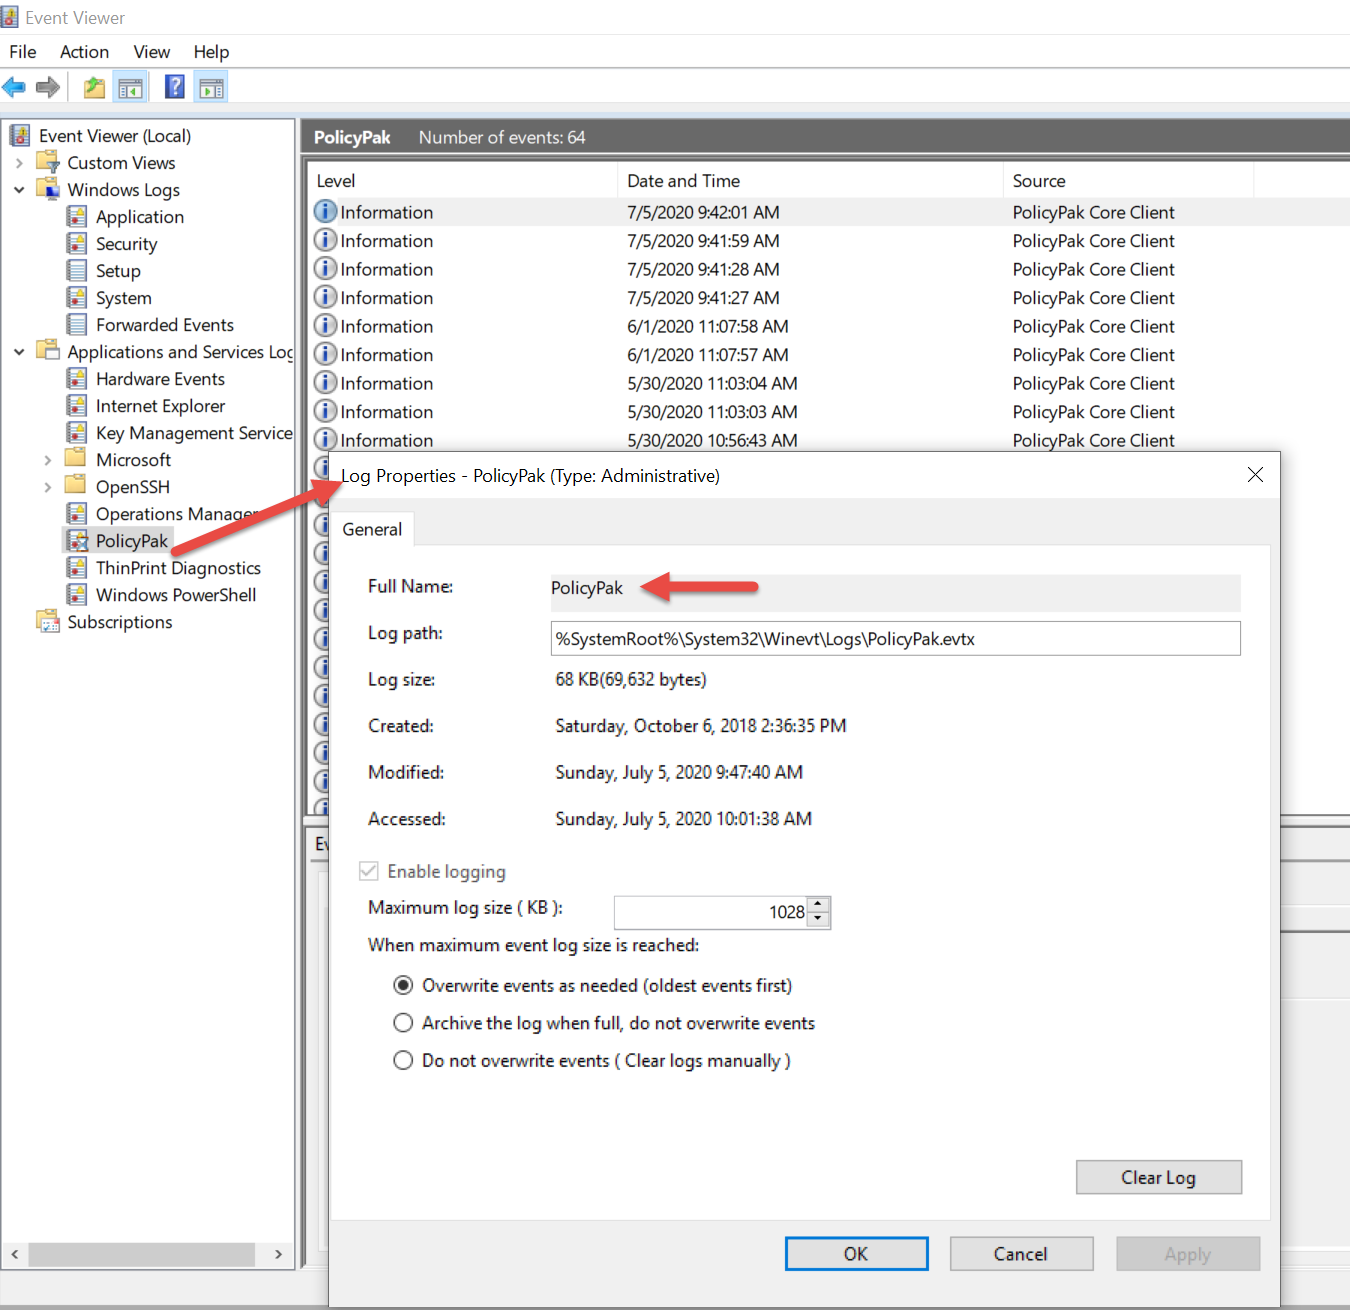 Event Viewer
File Action View Help
Event Viewer (Local)
Custom Views
Windows Logs
Application
Security
Setup
System
Forwarded Events
Applications and Services Log
Hardware Events
Internet Explorer
Key Management Service
Microsoft
OpenSSH
Operations Manager
PolicyPak
ThinPrint Diagnostics
Windows PowerShell
Subscriptions
PolicyPak Number of events: 64
Level Date and Time Source
Information 7/5/2020 9:42:01 AM PolicyPak Core Client
Information 7/5/2020 9:41:59 AM PolicyPak Core Client
Information 7/5/2020 9:41:28 AM PolicyPak Core Client
Information 7/5/2020 9:41:27 AM PolicyPak Core Client
Information 6/1/2020 11:07:58 AM PolicyPak Core Client
Information 6/1/2020 11:07:57 AM PolicyPak Core Client
Information 5/30/2020 11:03:04 AM PolicyPak Core Client
Information 5/30/2020 11:03:03 AM PolicyPak Core Client
Information 5/30/2020 10:56:43 AM PolicyPak Core Client
Ev
Log Properties - PolicyPak (Type: Administrative)
General
Full Name: PolicyPak
Log path: %SystemRoot%\System32\Winevt\Logs\PolicyPak.evtx
Log size: 68 KB(69,632 bytes)
Created: Saturday, October 6, 2018 2:36:35 PM
Modified: Sunday, July 5, 2020 9:47:40 AM
Accessed: Sunday, July 5, 2020 10:01:38 AM
Enable logging
Maximum log size ( KB ): 1028
When maximum event log size is reached:
Overwrite events as needed (oldest events first)
Archive the log when full, do not overwrite events
Do not overwrite events ( Clear logs manually )
Clear Log
OK Cancel Apply